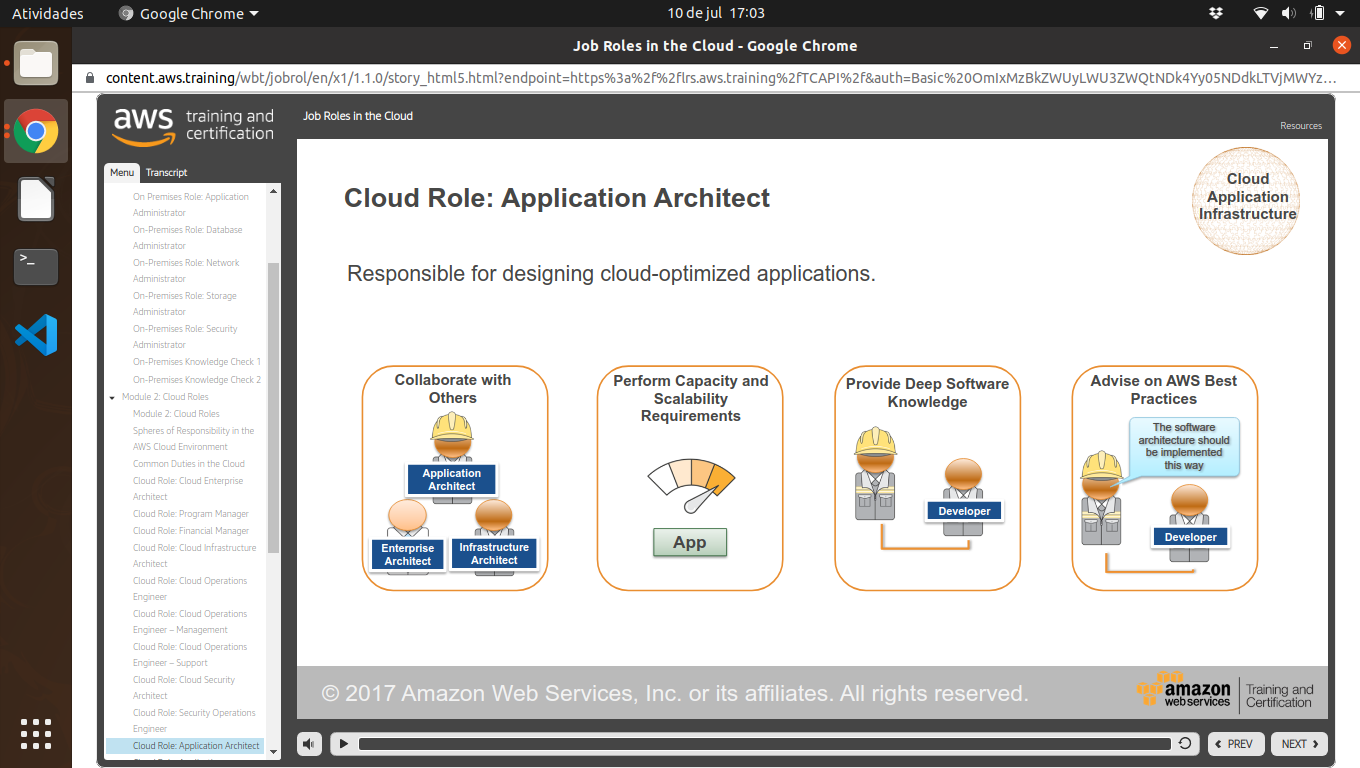 Atividades
Google Chrome
10 de jul 17:03
Job Roles in the Cloud - Google Chrome
content.aws.training/wbt/jobrol/en/x1/1.1.0/story_html5.html?endpoint=https%3a%2f%2flrs.aws.training%2fTCAPI%2f&auth=Basic%20OmIxMzBkZWUyLWU3ZWQtNDk4Yy05NDdkLTVjMWYz...
aws training and
certification
Job Roles in the Cloud
Resources
Menu
Transcript
On Premises Role: Application
Administrator
On-Premises Role: Database
Administrator
On-Premises Role: Network
Administrator
On-Premises Role: Storage
Administrator
On-Premises Role: Security
Administrator
On-Premises Knowledge Check 1
On-Premises Knowledge Check 2
Module 2: Cloud Roles
Module 2: Cloud Roles
Spheres of Responsibility in the
AWS Cloud Environment
Common Duties in the Cloud
Cloud Role: Cloud Enterprise
Architect
Cloud Role: Program Manager
Cloud Role: Financial Manager
Cloud Role: Cloud Infrastructure
Architect
Cloud Role: Cloud Operations
Engineer
Cloud Role: Cloud Operations
Engineer – Management
Cloud Role: Cloud Operations
Engineer – Support
Cloud Role: Cloud Security
Architect
Cloud Role: Security Operations
Engineer
Cloud Role: Application Architect
Cloud Role: Application Architect
Cloud
Application
Infrastructure
Responsible for designing cloud-optimized applications.
Collaborate with
Others
Application
Architect
Enterprise
Architect
Infrastructure
Architect
Perform Capacity and
Scalability
Requirements
App
Provide Deep Software
Knowledge
Developer
Advise on AWS Best
Practices
The software
architecture should
be implemented
this way
Developer
© 2017 Amazon Web Services, Inc. or its affiliates. All rights reserved.
amazon
web services
Training and
Certification
PREV
NEXT